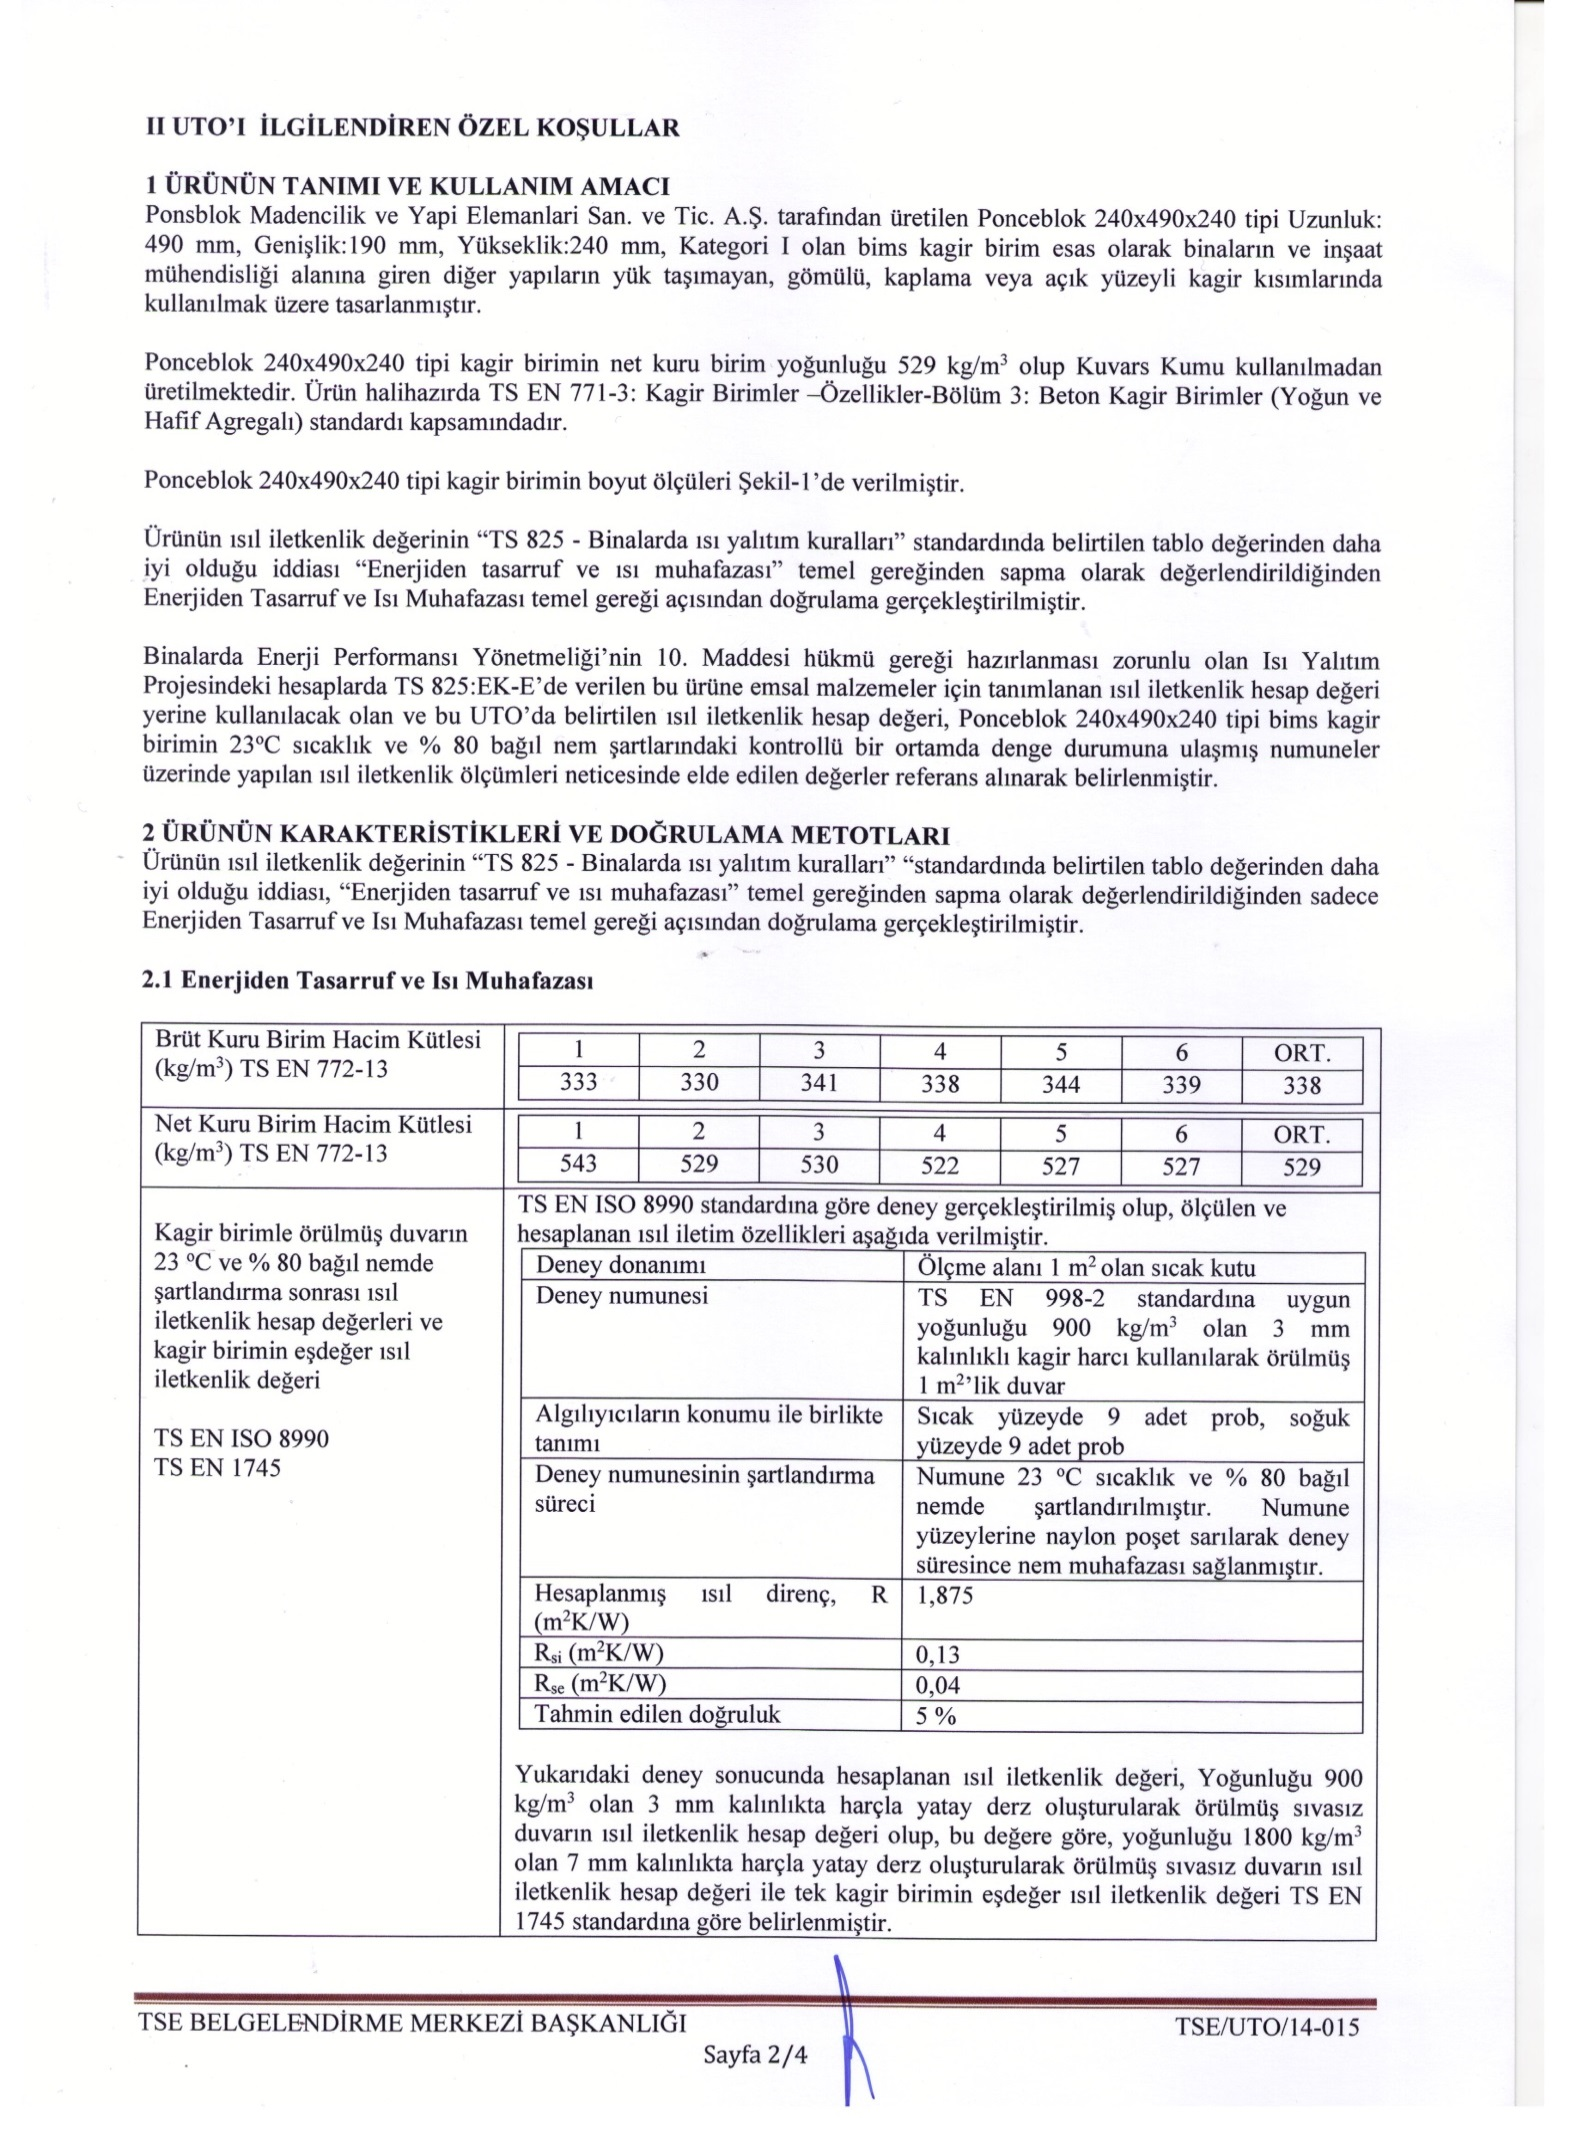 II UTO'I İLGİLENDİREN ÖZEL KOŞULLAR
1 ÜRÜNÜN TANIMI VE KULLANIM AMACI
Ponsblok Madencilik ve Yapi Elemanlari San. ve Tic. A.Ş. tarafından üretilen Ponceblok 240x490x240 tipi Uzunluk:
490 mm, Genişlik:190 mm, Yükseklik:240 mm, Kategori I olan bims kagir birim esas olarak binaların ve inşaat
mühendisliği alanına giren diğer yapıların yük taşımayan, gömülü, kaplama veya açık yüzeyli kagir kısımlarında
kullanılmak üzere tasarlanmıştır.
Ponceblok 240x490x240 tipi kagir birimin net kuru birim yoğunluğu 529 kg/m³ olup Kuvars Kumu kullanılmadan
üretilmektedir. Ürün halihazırda TS EN 771-3: Kagir Birimler –Özellikler-Bölüm 3: Beton Kagir Birimler (Yoğun ve
Hafif Agregalı) standardı kapsamındadır.
Ponceblok 240x490x240 tipi kagir birimin boyut ölçüleri Şekil-1'de verilmiştir.
Ürünün ısıl iletkenlik değerinin “TS 825 - Binalarda ısı yalıtım kuralları” standardında belirtilen tablo değerinden daha
iyi olduğu iddiası “Enerjiden tasarruf ve ısı muhafazası” temel gereğinden sapma olarak değerlendirildiğinden
Enerjiden Tasarruf ve Isı Muhafazası temel gereği açısından doğrulama gerçekleştirilmiştir.
Binalarda Enerji Performansı Yönetmeliği'nin 10. Maddesi hükmü gereği hazırlanması zorunlu olan Isı Yalıtım
Projesindeki hesaplarda TS 825:EK-E'de verilen bu ürüne emsal malzemeler için tanımlanan ısıl iletkenlik hesap değeri
yerine kullanılacak olan ve bu UTO'da belirtilen ısıl iletkenlik hesap değeri, Ponceblok 240x490x240 tipi bims kagir
birimin 23ºC sıcaklık ve % 80 bağıl nem şartlarındaki kontrollü bir ortamda denge durumuna ulaşmış numuneler
üzerinde yapılan ısıl iletkenlik ölçümleri neticesinde elde edilen değerler referans alınarak belirlenmiştir.
2 ÜRÜNÜN KARAKTERİSTİKLERİ VE DOĞRULAMA METOTLARI
Ürünün ısıl iletkenlik değerinin “TS 825 - Binalarda ısı yalıtım kuralları” “standardında belirtilen tablo değerinden daha
iyi olduğu iddiası, “Enerjiden tasarruf ve ısı muhafazası” temel gereğinden sapma olarak değerlendirildiğinden sadece
Enerjiden Tasarruf ve Isı Muhafazası temel gereği açısından doğrulama gerçekleştirilmiştir.
2.1 Enerjiden Tasarruf ve Isı Muhafazası
Brüt Kuru Birim Hacim Kütlesi
(kg/m³) TS EN 772-13
1 2 3 4 5 6 ORT.
333 330 341 338 344 339 338
Net Kuru Birim Hacim Kütlesi
(kg/m³) TS EN 772-13
1 2 3 4 5 6 ORT.
543 529 530 522 527 527 529
Kagir birimle örülmüş duvarın
23 ºC ve % 80 bağıl nemde
şartlandırma sonrası ısıl
iletkenlik hesap değerleri ve
kagir birimin eşdeğer ısıl
iletkenlik değeri
TS EN ISO 8990
TS EN 1745
TS EN ISO 8990 standardına göre deney gerçekleştirilmiş olup, ölçülen ve
hesaplanan ısıl iletim özellikleri aşağıda verilmiştir.
Deney donanımı
Ölçme alanı 1 m² olan sıcak kutu
Deney numunesi
TS EN 998-2 standardına uygun
yoğunluğu 900 kg/m³ olan 3 mm
kalınlıklı kagir harcı kullanılarak örülmüş
1 m²'lik duvar
Algılıyıcıların konumu ile birlikte
tanımı
Sıcak yüzeyde 9 adet prob, soğuk
yüzeyde 9 adet prob
Deney numunesinin şartlandırma
süreci
Numune 23 ºC sıcaklık ve % 80 bağıl
nemde şartlandırılmıştır. Numune
yüzeylerine naylon poşet sarılarak deney
süresince nem muhafazası sağlanmıştır.
Hesaplanmış ısıl direnç, R
(m²K/W)
1,875
Rsi (m²K/W)
0,13
Rse (m²K/W)
0,04
Tahmin edilen doğruluk
5 %
Yukarıdaki deney sonucunda hesaplanan ısıl iletkenlik değeri, Yoğunluğu 900
kg/m³ olan 3 mm kalınlıkta harçla yatay derz oluşturularak örülmüş sıvasız
duvarın ısıl iletkenlik hesap değeri olup, bu değere göre, yoğunluğu 1800 kg/m³
olan 7 mm kalınlıkta harçla yatay derz oluşturularak örülmüş sıvasız duvarın ısıl
iletkenlik hesap değeri ile tek kagir birimin eşdeğer ısıl iletkenlik değeri TS EN
1745 standardına göre belirlenmiştir.
TSE BELGELENDİRME MERKEZİ BAŞKANLIĞI
TSE/UTO/14-015
Sayfa 2/4